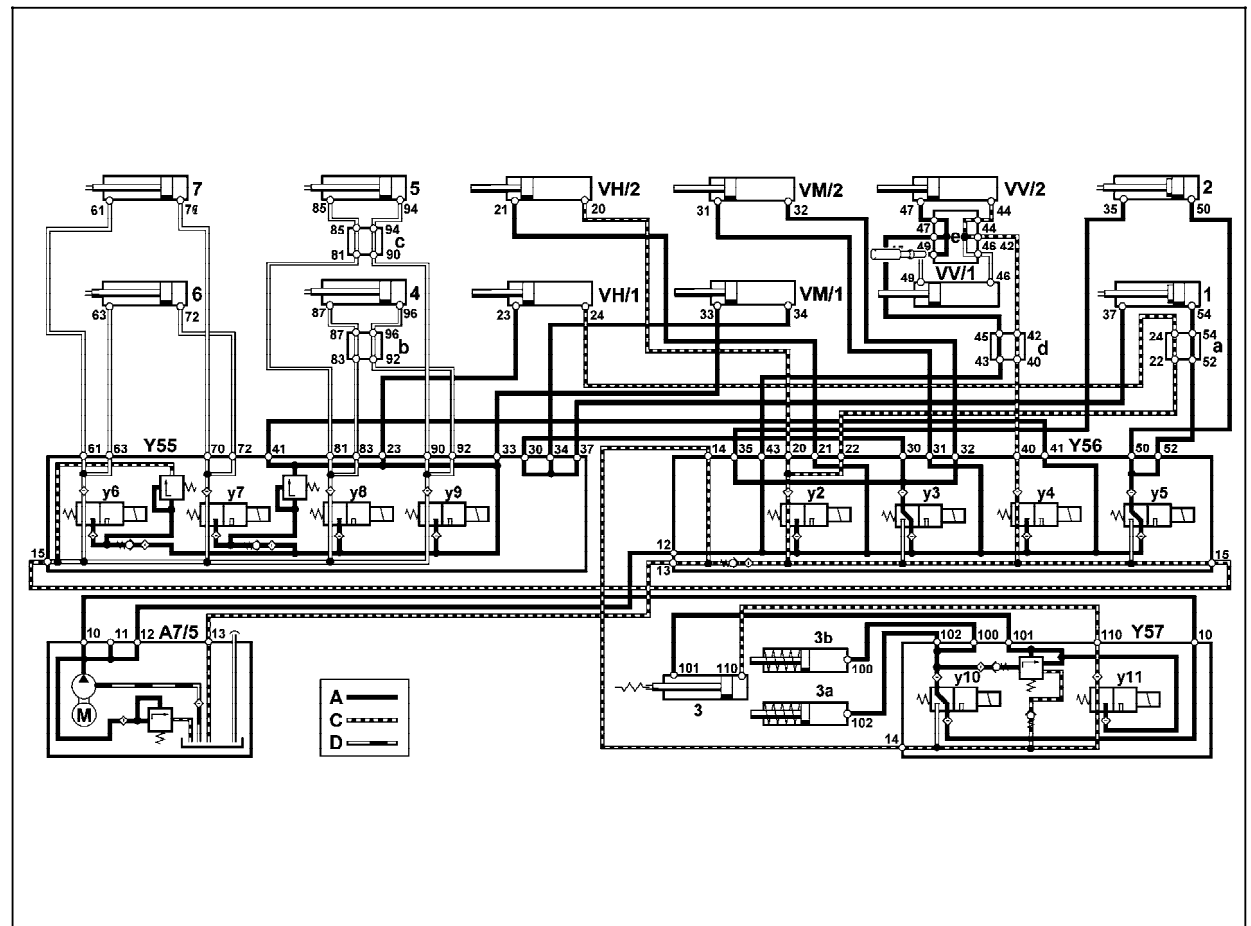 7 5 VH/2 VM/2 VV/2 2
61 85 94 21 20 31 32 47 44 35 50
85 94 47 44
c e
81 90 49 46 42
6 4 VH/1 VM/1 VV/1 1
49 46
63 72 87 96 23 24 33 34 37 54
87 96 45 42 24 54
b d a
83 92 43 40 22 52
61 63 Y55 70 72 41 81 83 23 90 92 33 30 34 37 14 35 43 20 21 22 30 31 32 40 41 Y56 50 52
y6 y7 y8 y9 y2 y3 y4 y5
15 12 13 15
10 11 12 A7/5 13 102 100 101 110 Y57 10
3b
101 110 100
y10 y11
M A 3 3a
C 102
D 14